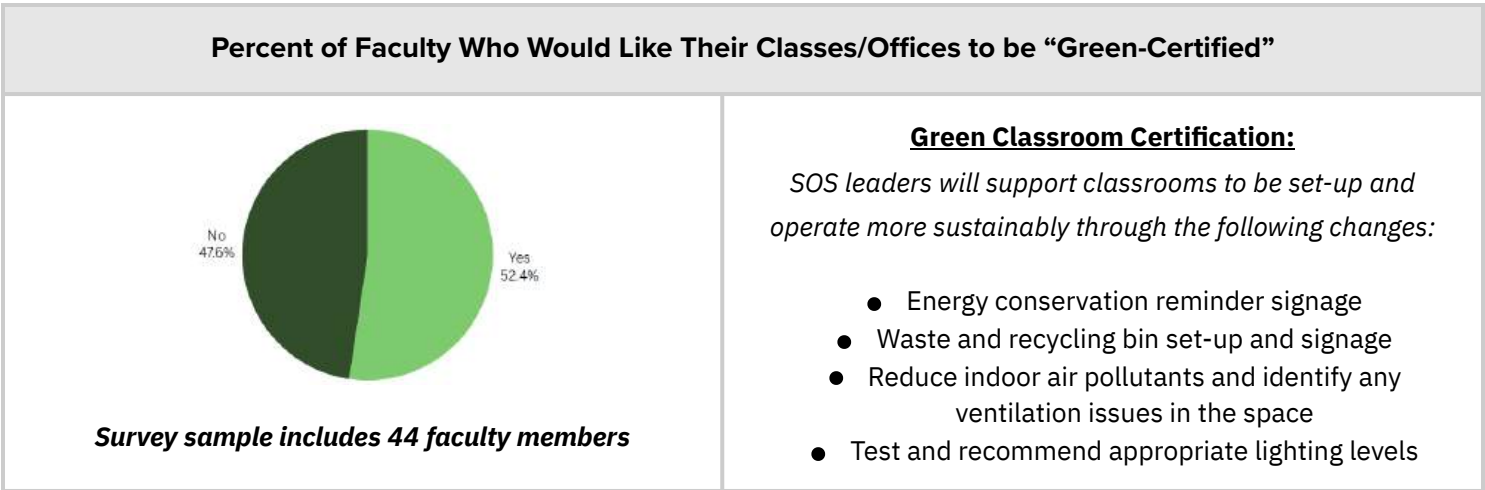 Percent of Faculty Who Would Like Their Classes/Offices to be “Green-Certified”
No
47.6%
Yes
52.4%
Survey sample includes 44 faculty members
Green Classroom Certification:
SOS leaders will support classrooms to be set-up and
operate more sustainably through the following changes:
● Energy conservation reminder signage
● Waste and recycling bin set-up and signage
● Reduce indoor air pollutants and identify any
ventilation issues in the space
● Test and recommend appropriate lighting levels